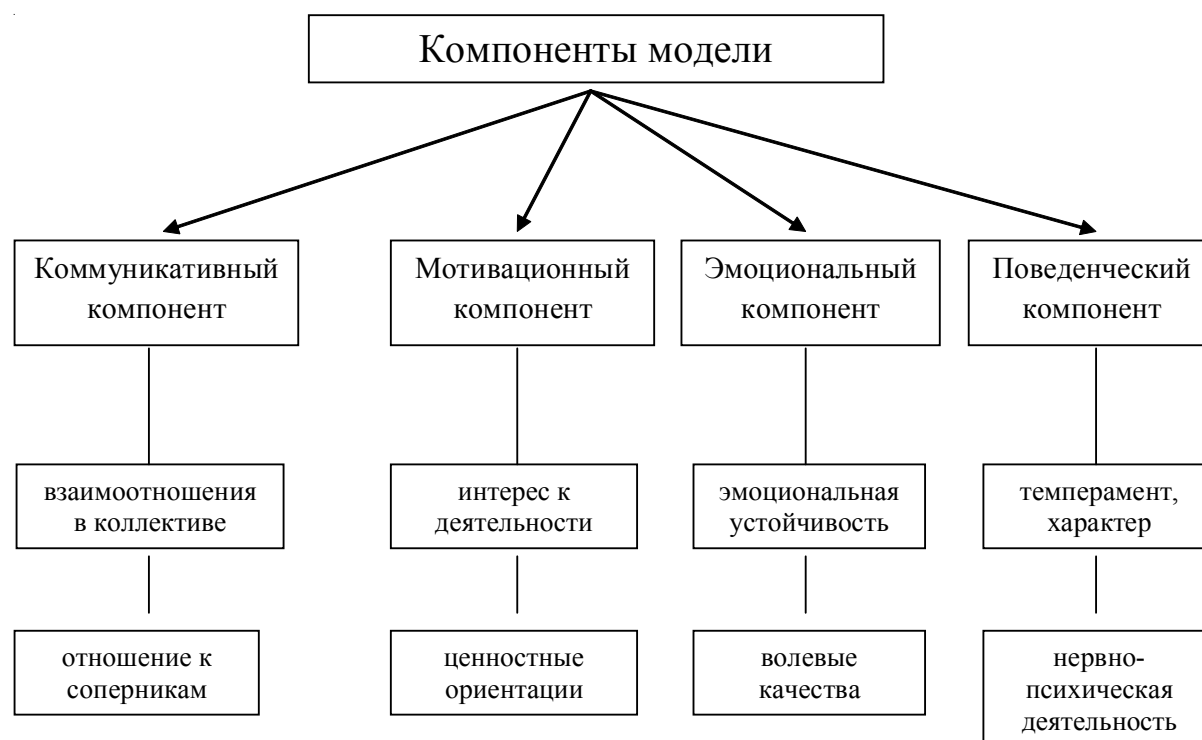 Компоненты модели
Коммуникативный
компонент
Мотивационный
компонент
Эмоциональный
компонент
Поведенческий
компонент
взаимоотношения
в коллективе
интерес к
деятельности
эмоциональная
устойчивость
темперамент,
характер
отношение к
соперникам
ценностные
ориентации
волевые
качества
нервно-
психическая
деятельность